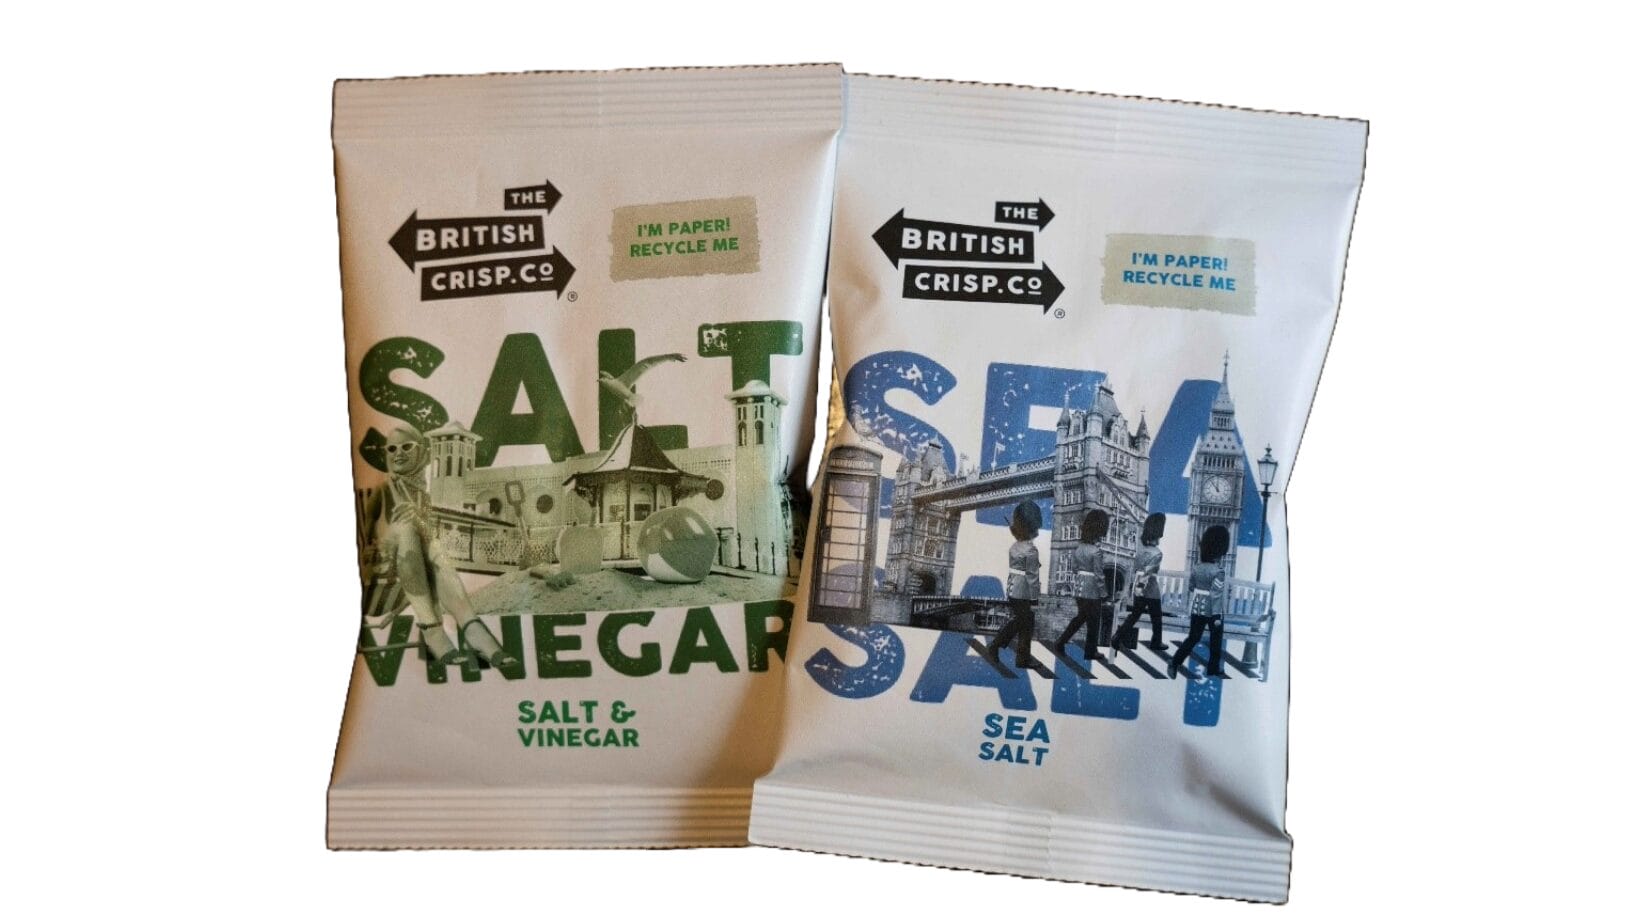 THE
BRITISH
CRISP.Cº
®
I'M PAPER!
RECYCLE ME
SALT
VINEGAR
SALT &
VINEGAR
THE
BRITISH
CRISP.Cº
®
I'M PAPER!
RECYCLE ME
SEA
SALT
SEA
SALT